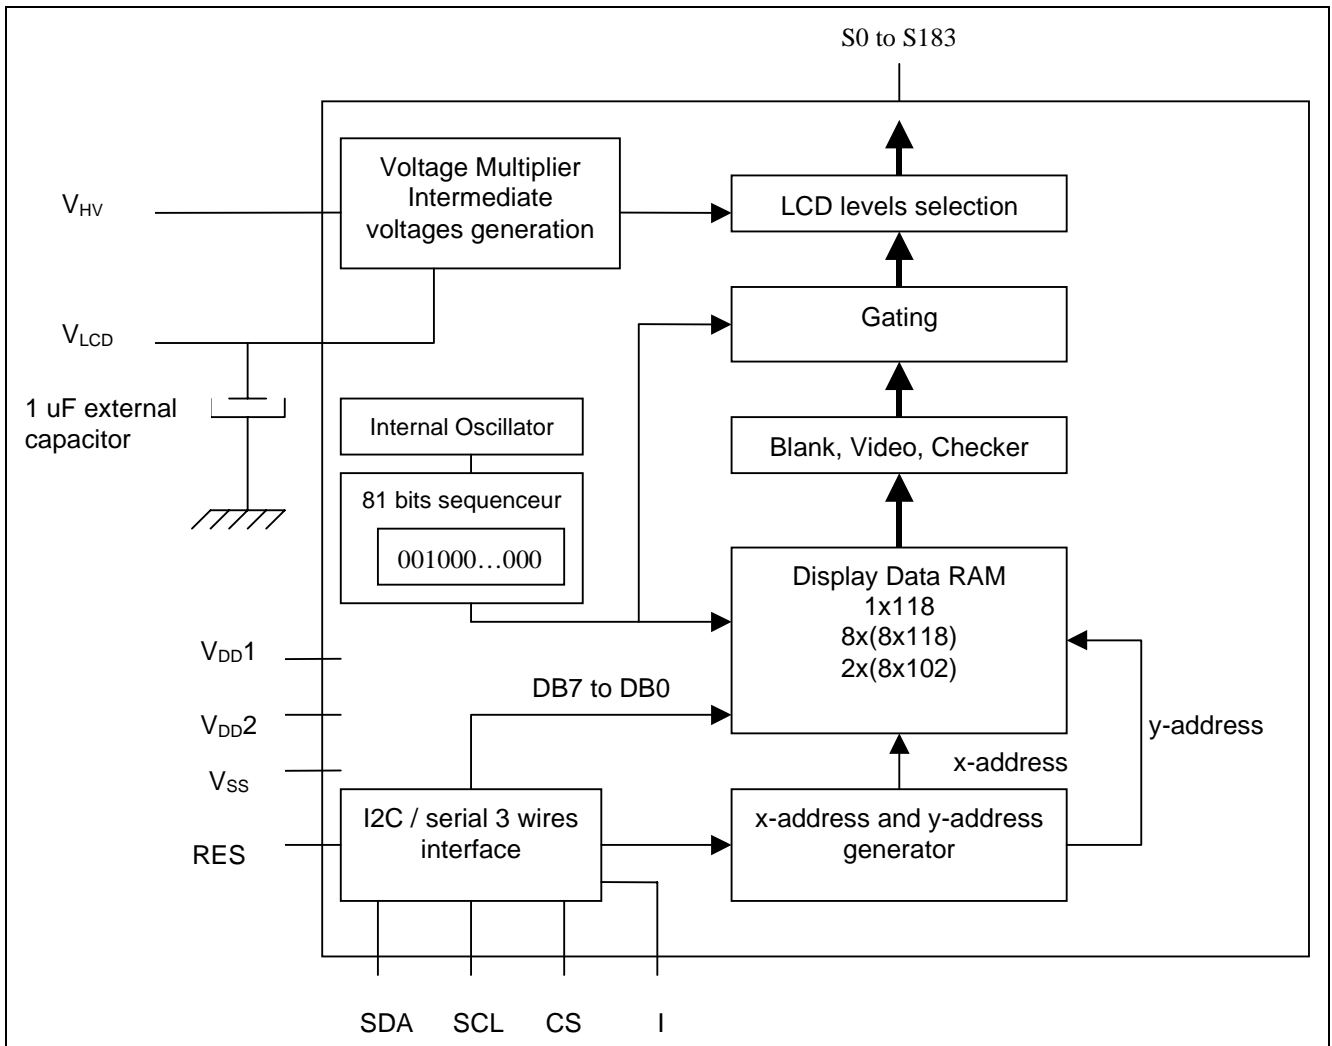 S0 to S183
Voltage Multiplier
Intermediate
voltages generation
VHV
LCD levels selection
VLCD
Gating
1 uF external
capacitor
Internal Oscillator
Blank, Video, Checker
81 bits sequenceur
001000…000
Display Data RAM
1x118
8x(8x118)
2x(8x102)
VDD1
DB7 to DB0
VDD2
y-address
x-address
VSS
I2C / serial 3 wires
interface
x-address and y-address
generator
RES
SDA
SCL
CS
I